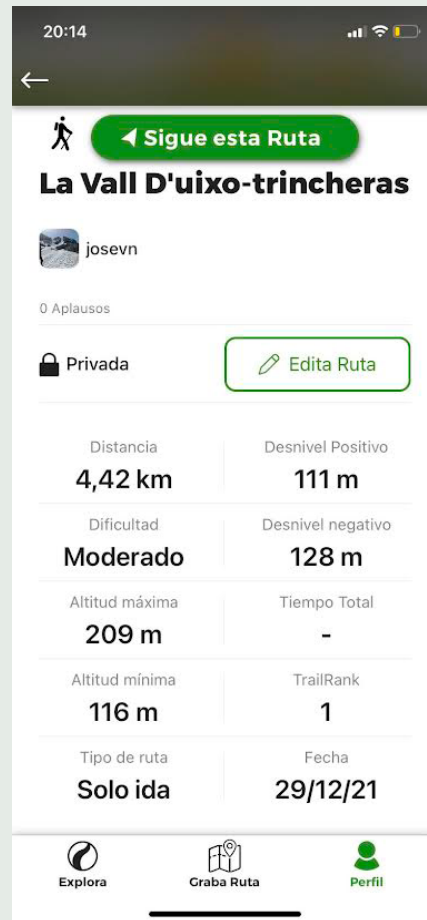 20:14
Sigue esta Ruta
La Vall D'uixo-trincheras
josevn
0 Aplausos
Privada
Edita Ruta
Distancia
4,42 km
Desnivel Positivo
111 m
Dificultad
Moderado
Desnivel negativo
128 m
Altitud máxima
209 m
Tiempo Total
-
Altitud mínima
116 m
TrailRank
1
Tipo de ruta
Solo ida
Fecha
29/12/21
Explora
Graba Ruta
Perfil